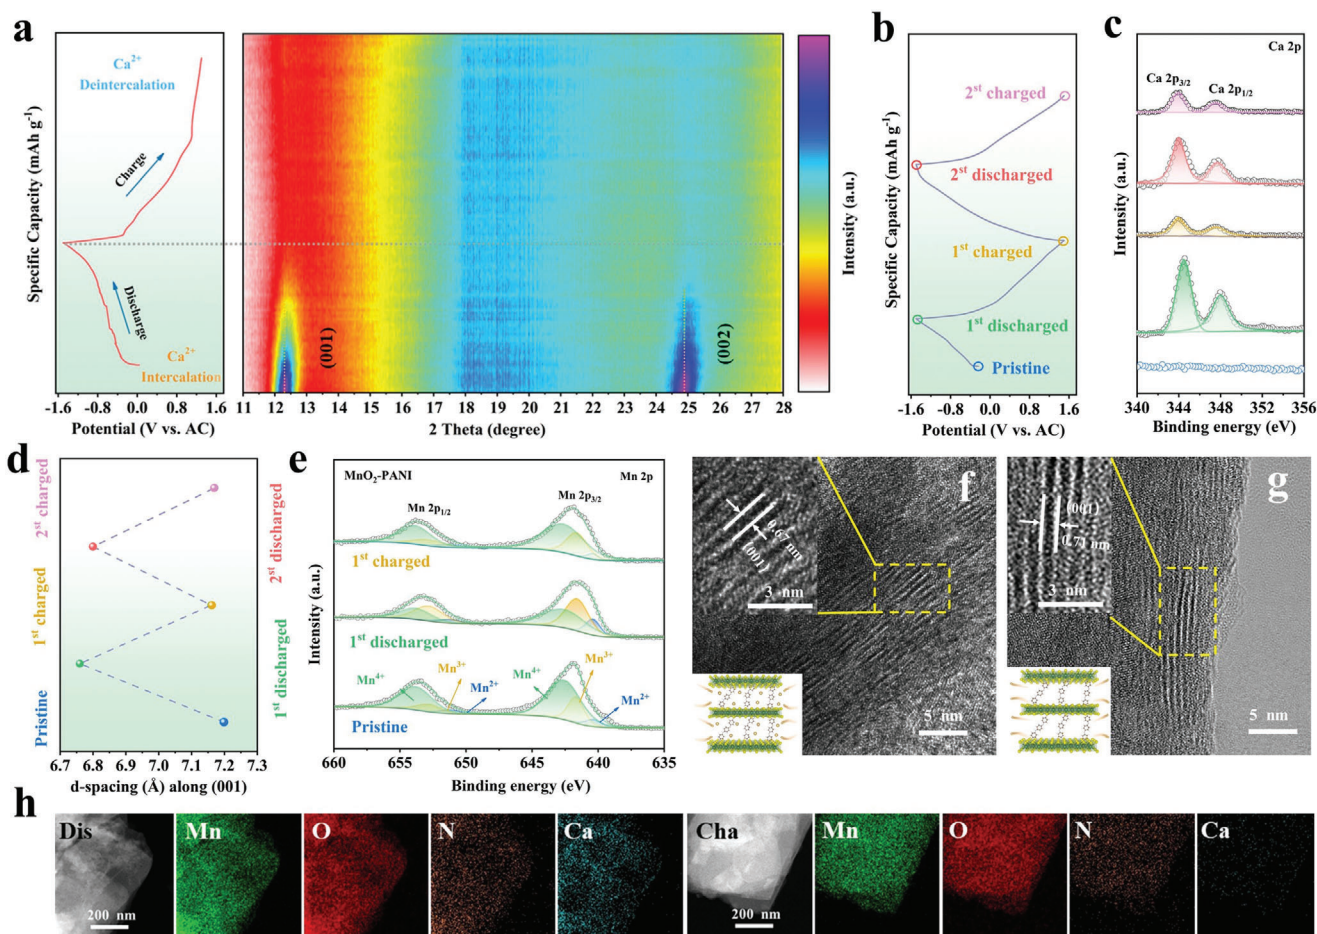 a
Specific Capacity (mAh g⁻¹)
Ca²⁺
Deintercalation
Charge
Discharge
Ca²⁺
Intercalation
-1.6 -0.8 0.0 0.8 1.6
Potential (V vs. AC)
(001)
(002)
11 12 13 14 15 16 17 18 19 20 21 22 23 24 25 26 27 28
2 Theta (degree)
Intensity (a.u.)
b
Specific Capacity (mAh g⁻¹)
2ˢᵗ charged
2ˢᵗ discharged
1ˢᵗ charged
1ˢᵗ discharged
Pristine
-1.6 0.0 1.6
Potential (V vs. AC)
c
Ca 2p
Ca 2p₃/₂
Ca 2p₁/₂
Intensity (a.u.)
340 344 348 352 356
Binding energy (eV)
d
2ˢᵗ charged
1ˢᵗ charged
Pristine
2ˢᵗ discharged
1ˢᵗ discharged
6.7 6.8 6.9 7.0 7.1 7.2 7.3
d-spacing (Å) along (001)
e
MnO₂-PANI
Mn 2p
Mn 2p₁/₂
Mn 2p₃/₂
1ˢᵗ charged
1ˢᵗ discharged
Mn⁴⁺
Mn³⁺
Mn²⁺
Mn⁴⁺
Mn³⁺
Mn²⁺
Pristine
Intensity (a.u.)
660 655 650 645 640 635
Binding energy (eV)
f
0.67 nm
(001)
3 nm
5 nm
g
(001)
0.71 nm
3 nm
5 nm
h
Dis
200 nm
Mn
O
N
Ca
Cha
200 nm
Mn
O
N
Ca